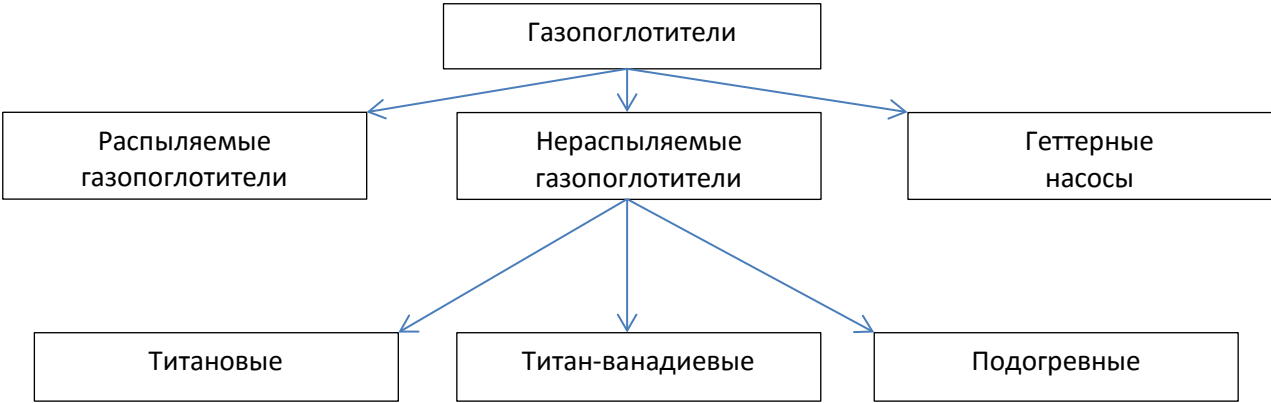 Газопоглотители
Распыляемые
газопоглотители
Нераспыляемые
газопоглотители
Геттерные
насосы
Титановые
Титан-ванадиевые
Подогревные